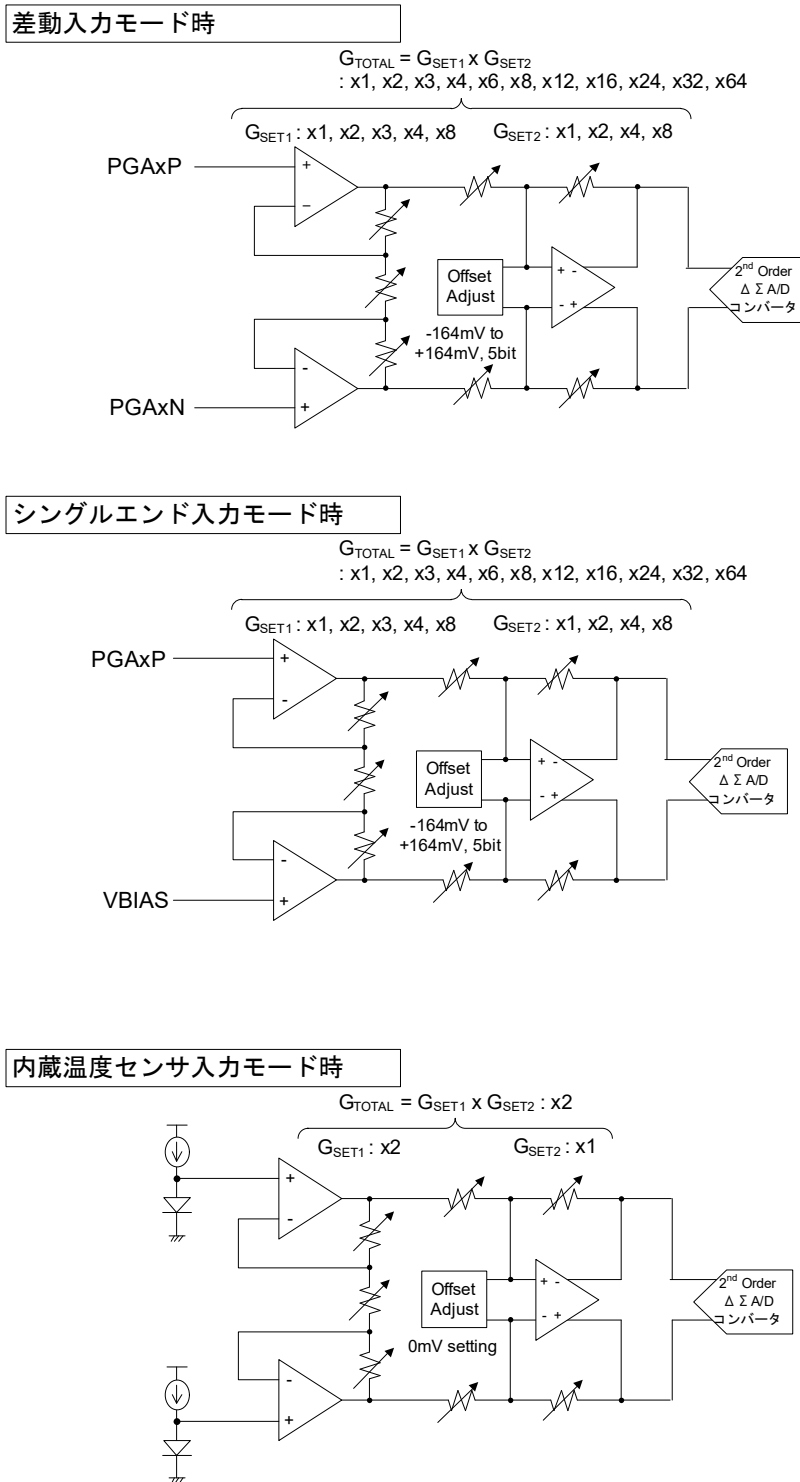 差動入力モード時
GTOTAL = GSET1 x GSET2
: x1, x2, x3, x4, x6, x8, x12, x16, x24, x32, x64
GSET1 : x1, x2, x3, x4, x8
GSET2 : x1, x2, x4, x8
PGAxP
+
-
Offset
Adjust
+ -
- +
2nd Order
Δ Σ A/D
コンバータ
-164mV to
+164mV, 5bit
-
+
PGAxN
シングルエンド入力モード時
GTOTAL = GSET1 x GSET2
: x1, x2, x3, x4, x6, x8, x12, x16, x24, x32, x64
GSET1 : x1, x2, x3, x4, x8
GSET2 : x1, x2, x4, x8
PGAxP
+
-
Offset
Adjust
+ -
- +
2nd Order
Δ Σ A/D
コンバータ
-164mV to
+164mV, 5bit
-
+
VBIAS
内蔵温度センサ入力モード時
GTOTAL = GSET1 x GSET2 : x2
GSET1 : x2
GSET2 : x1
+
-
Offset
Adjust
+ -
- +
2nd Order
Δ Σ A/D
コンバータ
0mV setting
-
+